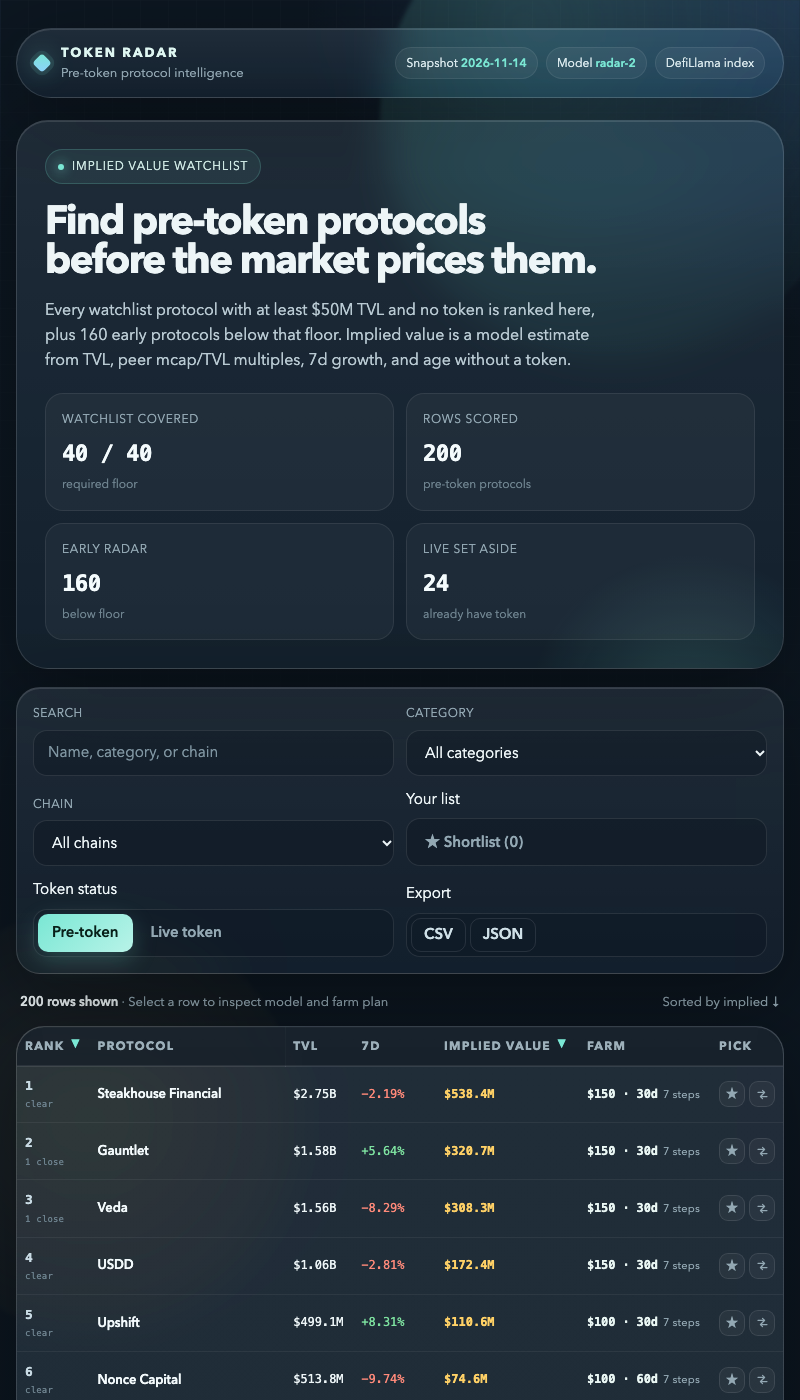 TOKEN RADAR
Pre-token protocol intelligence
Snapshot 2026-11-14
Model radar-2
DefiLlama index
IMPLIED VALUE WATCHLIST
Find pre-token protocols
before the market prices them.
Every watchlist protocol with at least $50M TVL and no token is ranked here,
plus 160 early protocols below that floor. Implied value is a model estimate
from TVL, peer mcap/TVL multiples, 7d growth, and age without a token.
WATCHLIST COVERED
40 / 40
required floor
ROWS SCORED
200
pre-token protocols
EARLY RADAR
160
below floor
LIVE SET ASIDE
24
already have token
SEARCH
Name, category, or chain
CATEGORY
All categories
CHAIN
All chains
Your list
★ Shortlist (0)
Token status
Pre-token Live token
Export
CSV JSON
200 rows shown · Select a row to inspect model and farm plan
Sorted by implied ↓
RANK ▼ PROTOCOL TVL 7D IMPLIED VALUE ▼ FARM PICK
1 clear Steakhouse Financial $2.75B −2.19% $538.4M $150 · 30d 7 steps
2 1 close Gauntlet $1.58B +5.64% $320.7M $150 · 30d 7 steps
3 1 close Veda $1.56B −8.29% $308.3M $150 · 30d 7 steps
4 clear USDD $1.06B −2.81% $172.4M $150 · 30d 7 steps
5 clear Upshift $499.1M +8.31% $110.6M $100 · 30d 7 steps
6 clear Nonce Capital $513.8M −9.74% $74.6M $100 · 60d 7 steps